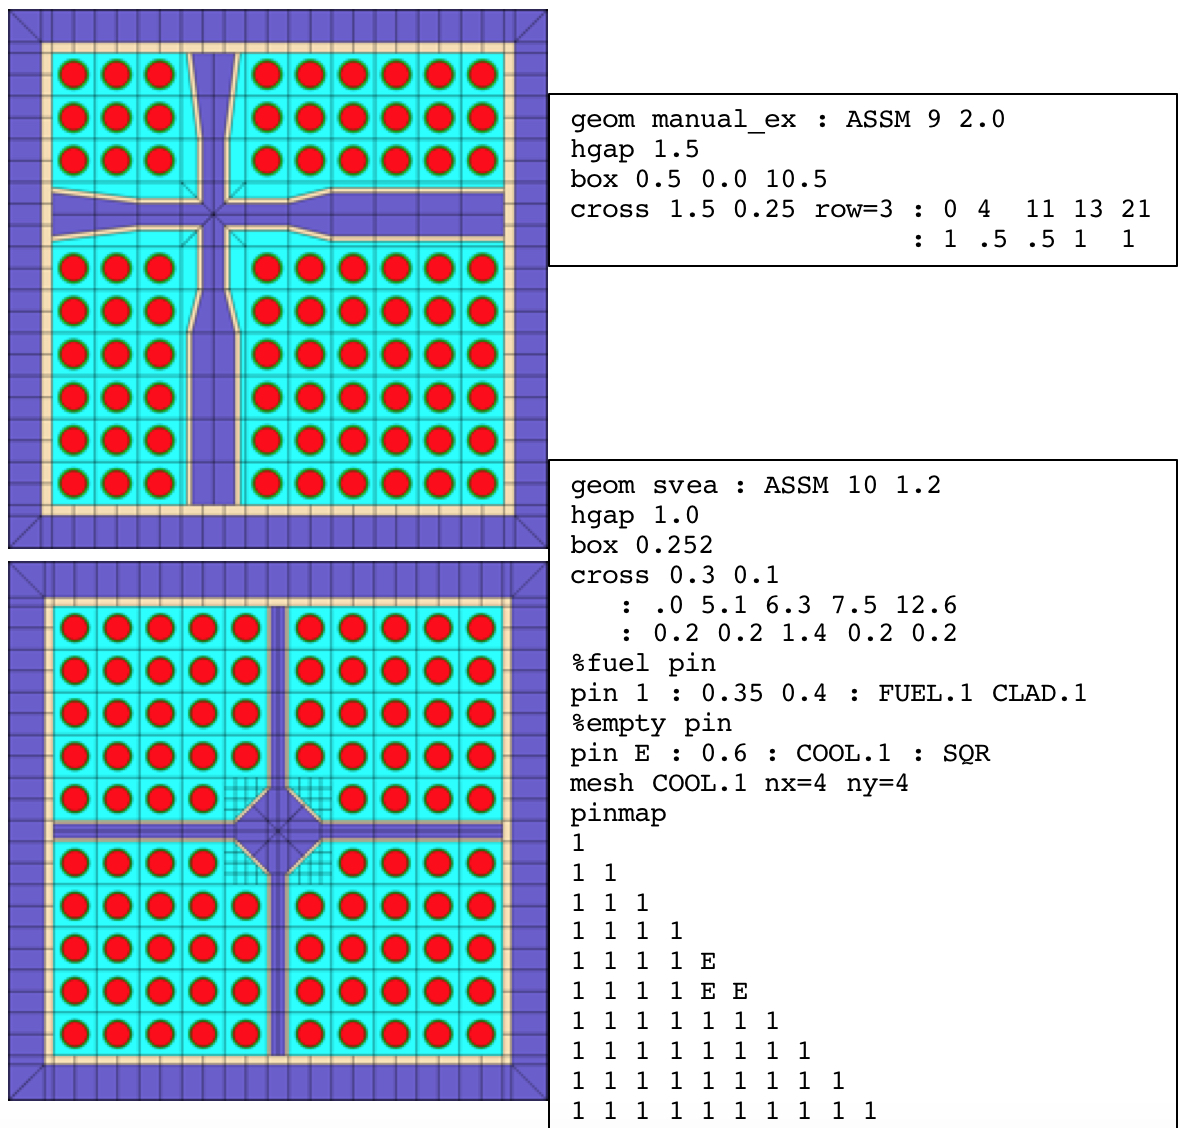 geom manual_ex : ASSM 9 2.0
hgap 1.5
box 0.5 0.0 10.5
cross 1.5 0.25 row=3 : 0 4  11 13 21
                     : 1 .5 .5 1  1
geom svea : ASSM 10 1.2
hgap 1.0
box 0.252
cross 0.3 0.1
   : .0 5.1 6.3 7.5 12.6
   : 0.2 0.2 1.4 0.2 0.2
%fuel pin
pin 1 : 0.35 0.4 : FUEL.1 CLAD.1
%empty pin
pin E : 0.6 : COOL.1 : SQR
mesh COOL.1 nx=4 ny=4
pinmap
1
1 1
1 1 1
1 1 1 1
1 1 1 1 E
1 1 1 1 E E
1 1 1 1 1 1 1
1 1 1 1 1 1 1 1
1 1 1 1 1 1 1 1 1
1 1 1 1 1 1 1 1 1 1